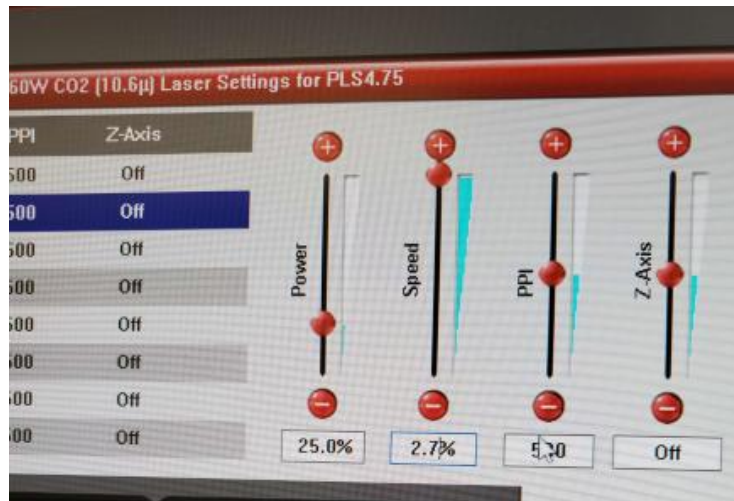 60W CO2 (10.6µ) Laser Settings for PLS4.75
PPI Z-Axis
500 Off
500 Off
500 Off
500 Off
500 Off
500 Off
500 Off
500 Off
Power
Speed
PPI
Z-Axis
25.0% 2.7% Off